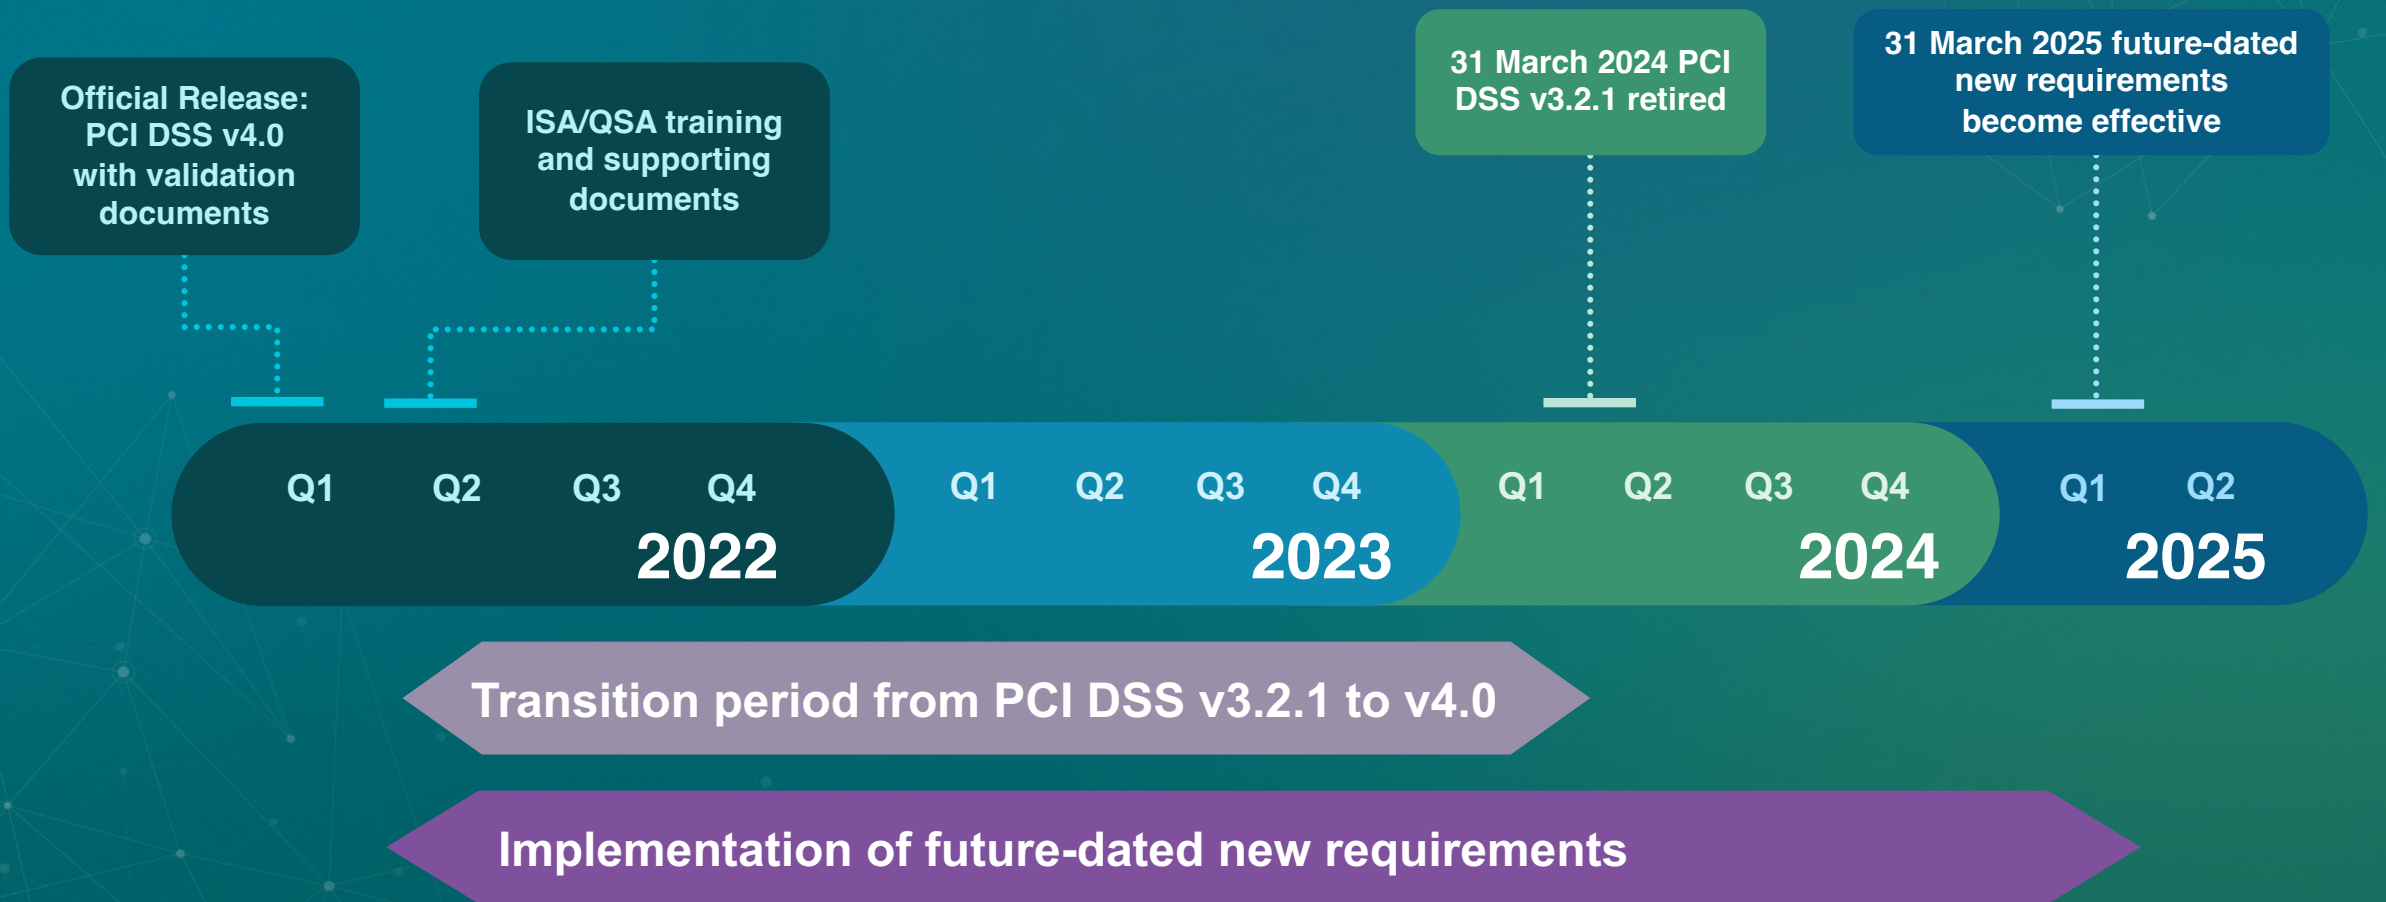 Official Release:
PCI DSS v4.0
with validation
documents
ISA/QSA training
and supporting
documents
31 March 2024 PCI
DSS v3.2.1 retired
31 March 2025 future-dated
new requirements
become effective
Q1 Q2 Q3 Q4
2022
Q1 Q2 Q3 Q4
2023
Q1 Q2 Q3 Q4
2024
Q1 Q2
2025
Transition period from PCI DSS v3.2.1 to v4.0
Implementation of future-dated new requirements